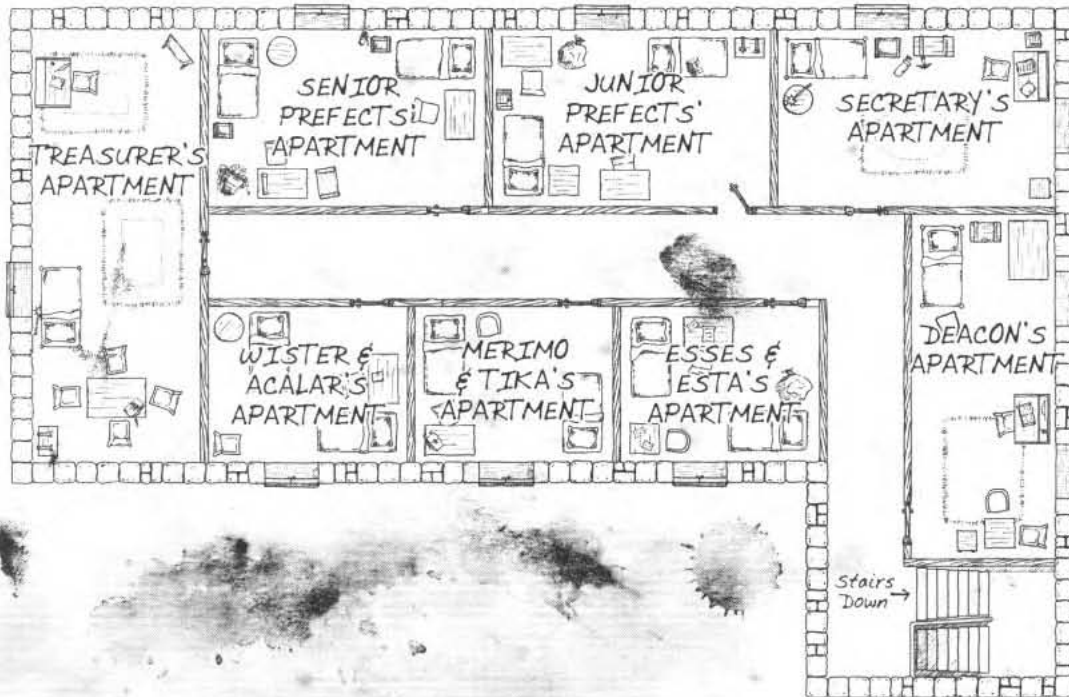 SENIOR
PREFECTS'
APARTMENT
JUNIOR
PREFECTS'
APARTMENT
SECRETARY'S
APARTMENT
TREASURER'S
APARTMENT
WISTER &
ACALAR'S
APARTMENT
MERIMO
& TIKA'S
APARTMENT
ESSES &
ESTA'S
APARTMENT
DEACON'S
APARTMENT
Stairs
Down